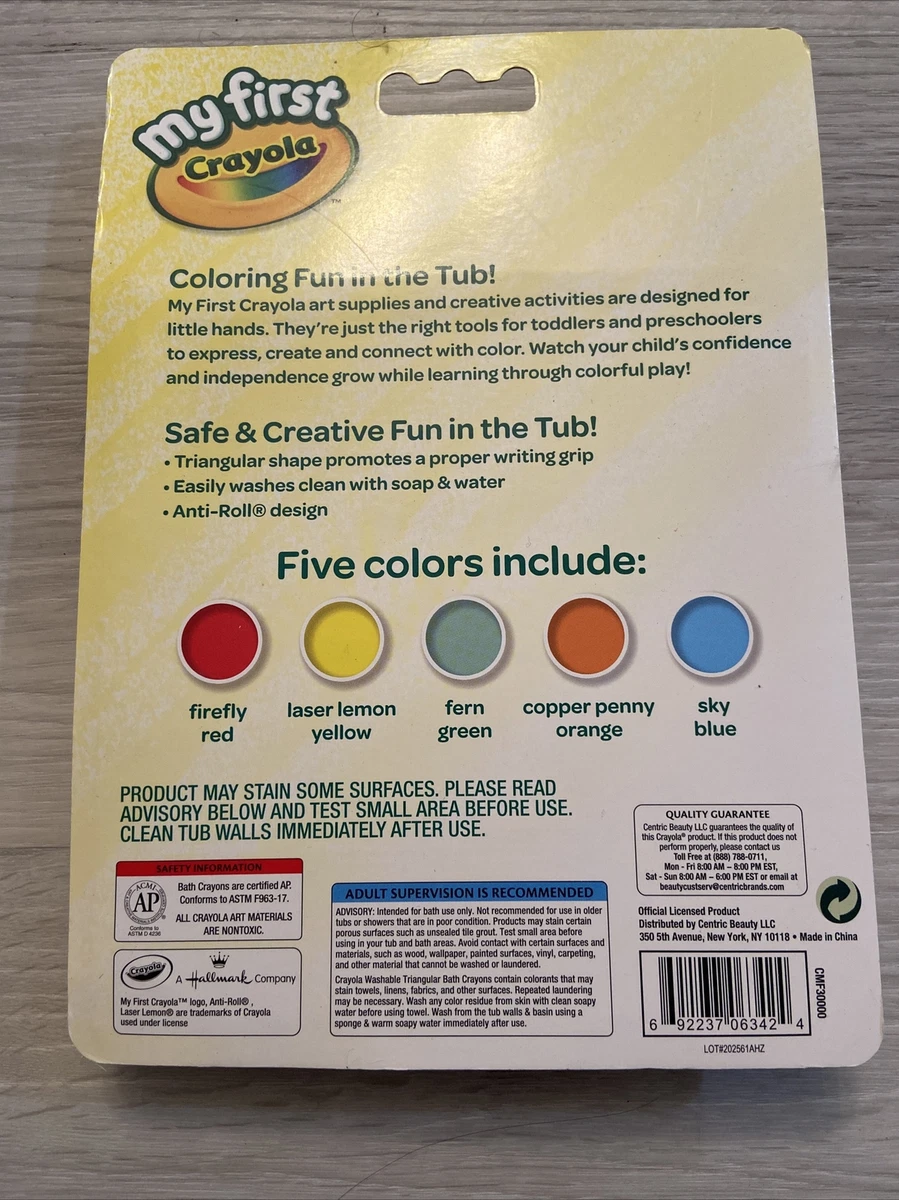 my first
Crayola
TM
Coloring Fun in the Tub!
My First Crayola art supplies and creative activities are designed for
little hands. They're just the right tools for toddlers and preschoolers
to express, create and connect with color. Watch your child's confidence
and independence grow while learning through colorful play!
Safe & Creative Fun in the Tub!
• Triangular shape promotes a proper writing grip
• Easily washes clean with soap & water
• Anti-Roll® design
Five colors include:
firefly
red
laser lemon
yellow
fern
green
copper penny
orange
sky
blue
PRODUCT MAY STAIN SOME SURFACES. PLEASE READ
ADVISORY BELOW AND TEST SMALL AREA BEFORE USE.
CLEAN TUB WALLS IMMEDIATELY AFTER USE.
SAFETY INFORMATION
ACMI
AP
Conforms to
ASTM D 4236
Bath Crayons are certified AP.
Conforms to ASTM F963-17.
ALL CRAYOLA ART MATERIALS
ARE NONTOXIC.
Crayola
A Hallmark Company
My First Crayola™ logo, Anti-Roll® ,
Laser Lemon® are trademarks of Crayola
used under license
ADULT SUPERVISION IS RECOMMENDED
ADVISORY: Intended for bath use only. Not recommended for use in older
tubs or showers that are in poor condition. Products may stain certain
porous surfaces such as unsealed tile grout. Test small area before
using in your tub and bath areas. Avoid contact with certain surfaces and
materials, such as wood, wallpaper, painted surfaces, vinyl, carpeting,
and other material that cannot be washed or laundered.
Crayola Washable Triangular Bath Crayons contain colorants that may
stain towels, linens, fabrics, and other surfaces. Repeated laundering
may be necessary. Wash any color residue from skin with clean soapy
water before using towel. Wash from the tub walls & basin using a
sponge & warm soapy water immediately after use.
QUALITY GUARANTEE
Centric Beauty LLC guarantees the quality of
this Crayola® product. If this product does not
perform properly, please contact us
Toll Free at (888) 788-0711,
Mon - Fri 8:00 AM – 8:00 PM EST,
Sat - Sun 8:00 AM – 6:00 PM EST or email at
beautycustserv@centricbrands.com
Official Licensed Product
Distributed by Centric Beauty LLC
350 5th Avenue, New York, NY 10118 • Made in China
CMF30000
6 92237 06342 4
LOT#202561AHZ